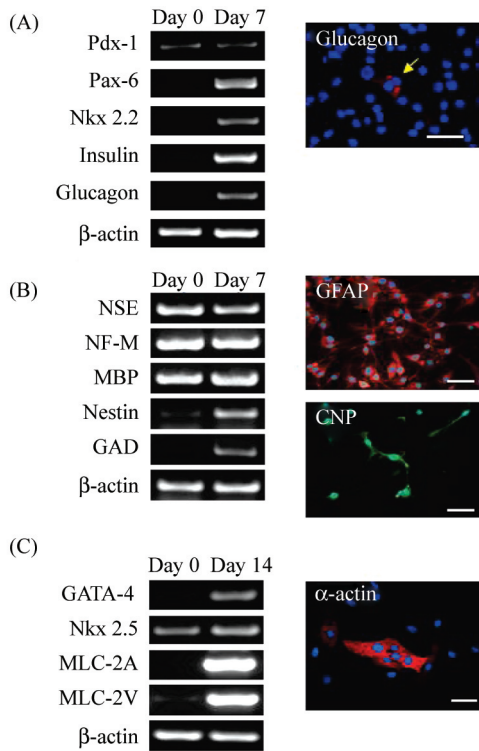 (A)
Day 0 Day 7
Pdx-1
Pax-6
Nkx 2.2
Insulin
Glucagon
β-actin
Glucagon
(B)
Day 0 Day 7
NSE
NF-M
MBP
Nestin
GAD
β-actin
GFAP
CNP
(C)
Day 0 Day 14
GATA-4
Nkx 2.5
MLC-2A
MLC-2V
β-actin
α-actin